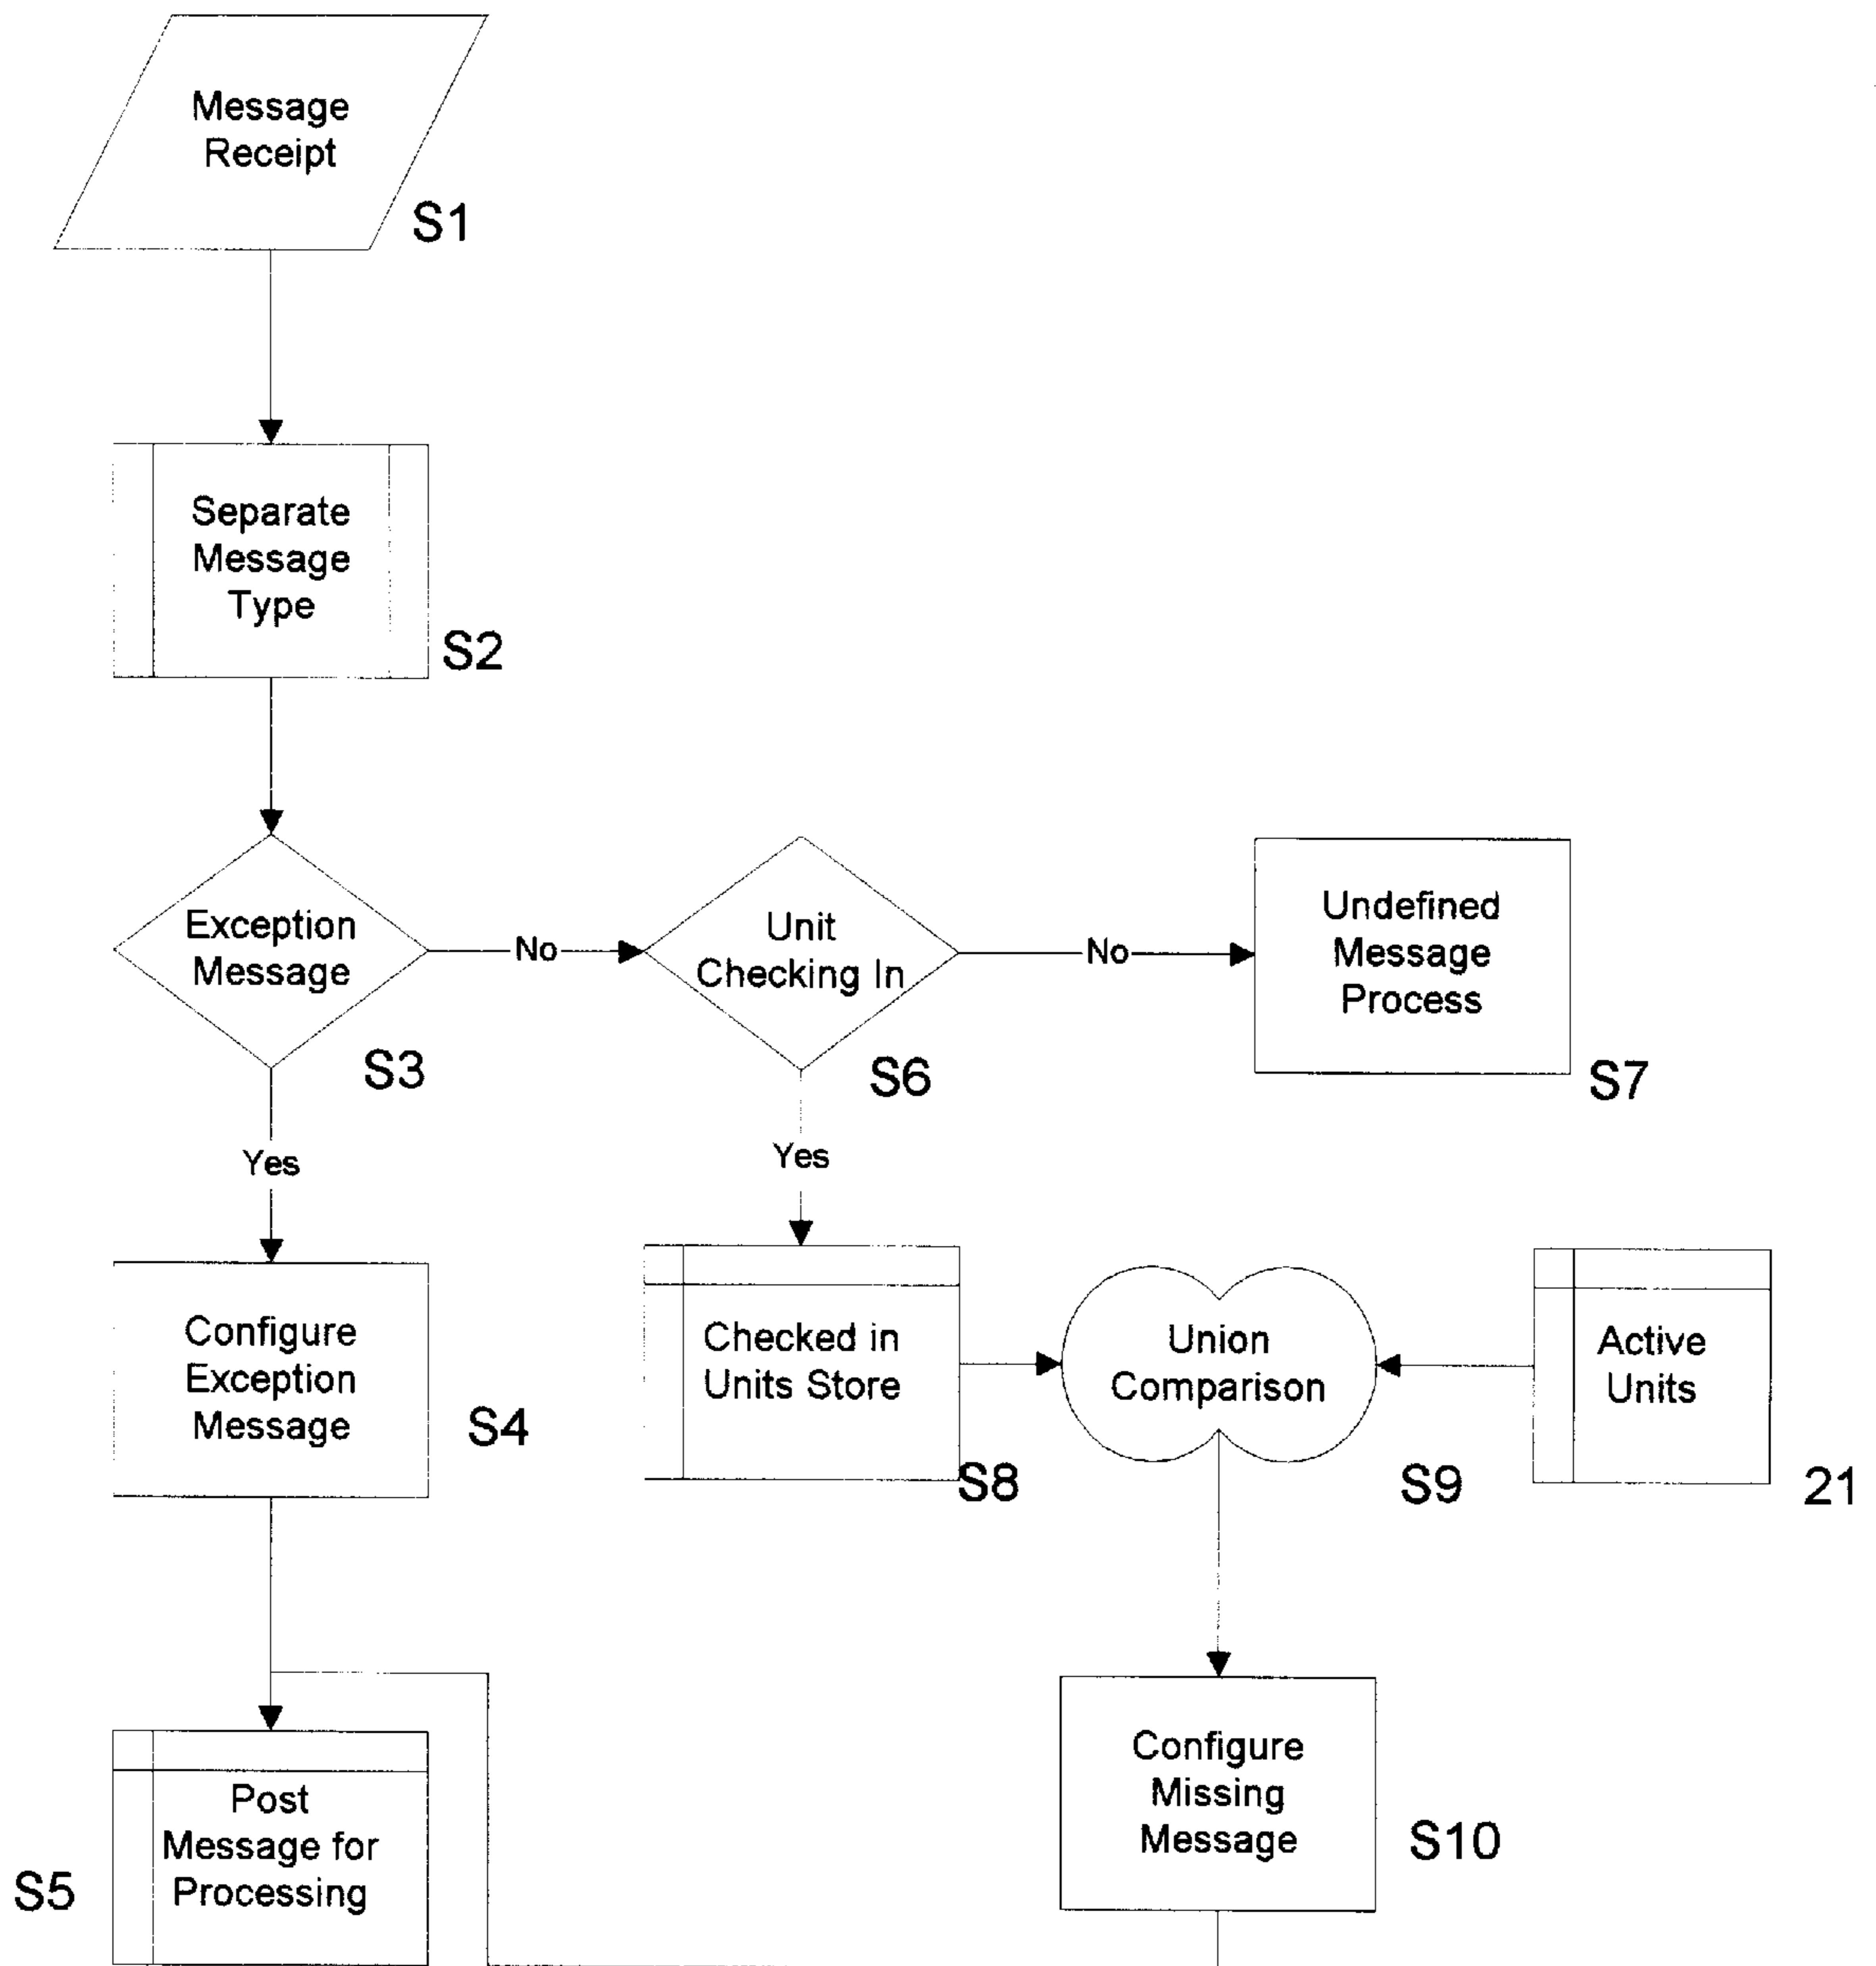 Message
Receipt
S1
Separate
Message
Type
S2
Exception
Message
S3
No
Unit
Checking In
S6
No
Undefined
Message
Process
S7
Yes
Yes
Configure
Exception
Message
S4
Checked in
Units Store
S8
Union
Comparison
S9
Active
Units
21
Post
Message for
Processing
S5
Configure
Missing
Message
S10